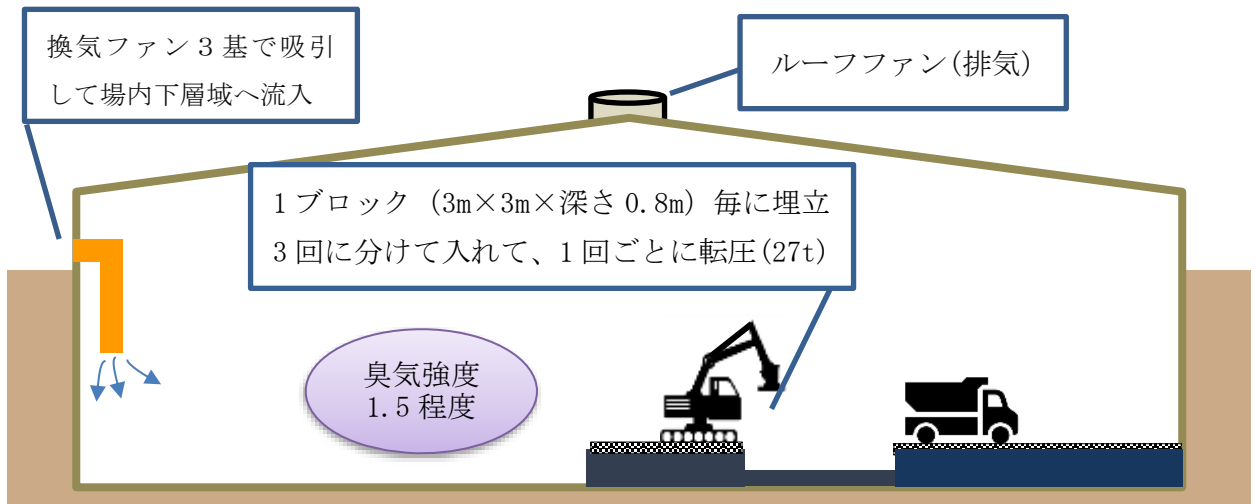 換気ファン3基で吸引
して場内下層域へ流入
ルーフファン(排気)
1ブロック（3m×3m×深さ0.8m）毎に埋立
3回に分けて入れて、1回ごとに転圧(27t)
臭気強度
1.5程度